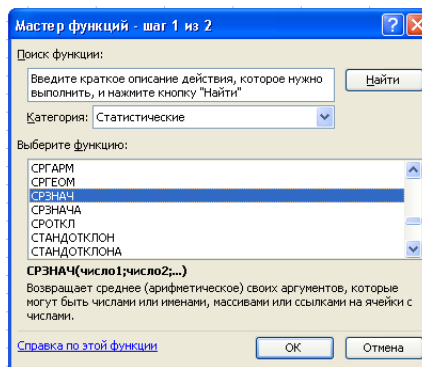 Мастер функций - шаг 1 из 2
Поиск функции:
Введите краткое описание действия, которое нужно
выполнить, и нажмите кнопку "Найти"
Найти
Категория: Статистические
Выберите функцию:
СРГАРМ
СРГЕОМ
СРЗНАЧ
СРЗНАЧА
СРОТКЛ
СТАНДОТКЛОН
СТАНДОТКЛОНА
СРЗНАЧ(число1;число2;...)
Возвращает среднее (арифметическое) своих аргументов, которые
могут быть числами или именами, массивами или ссылками на ячейки с
числами.
Справка по этой функции
ОК
Отмена